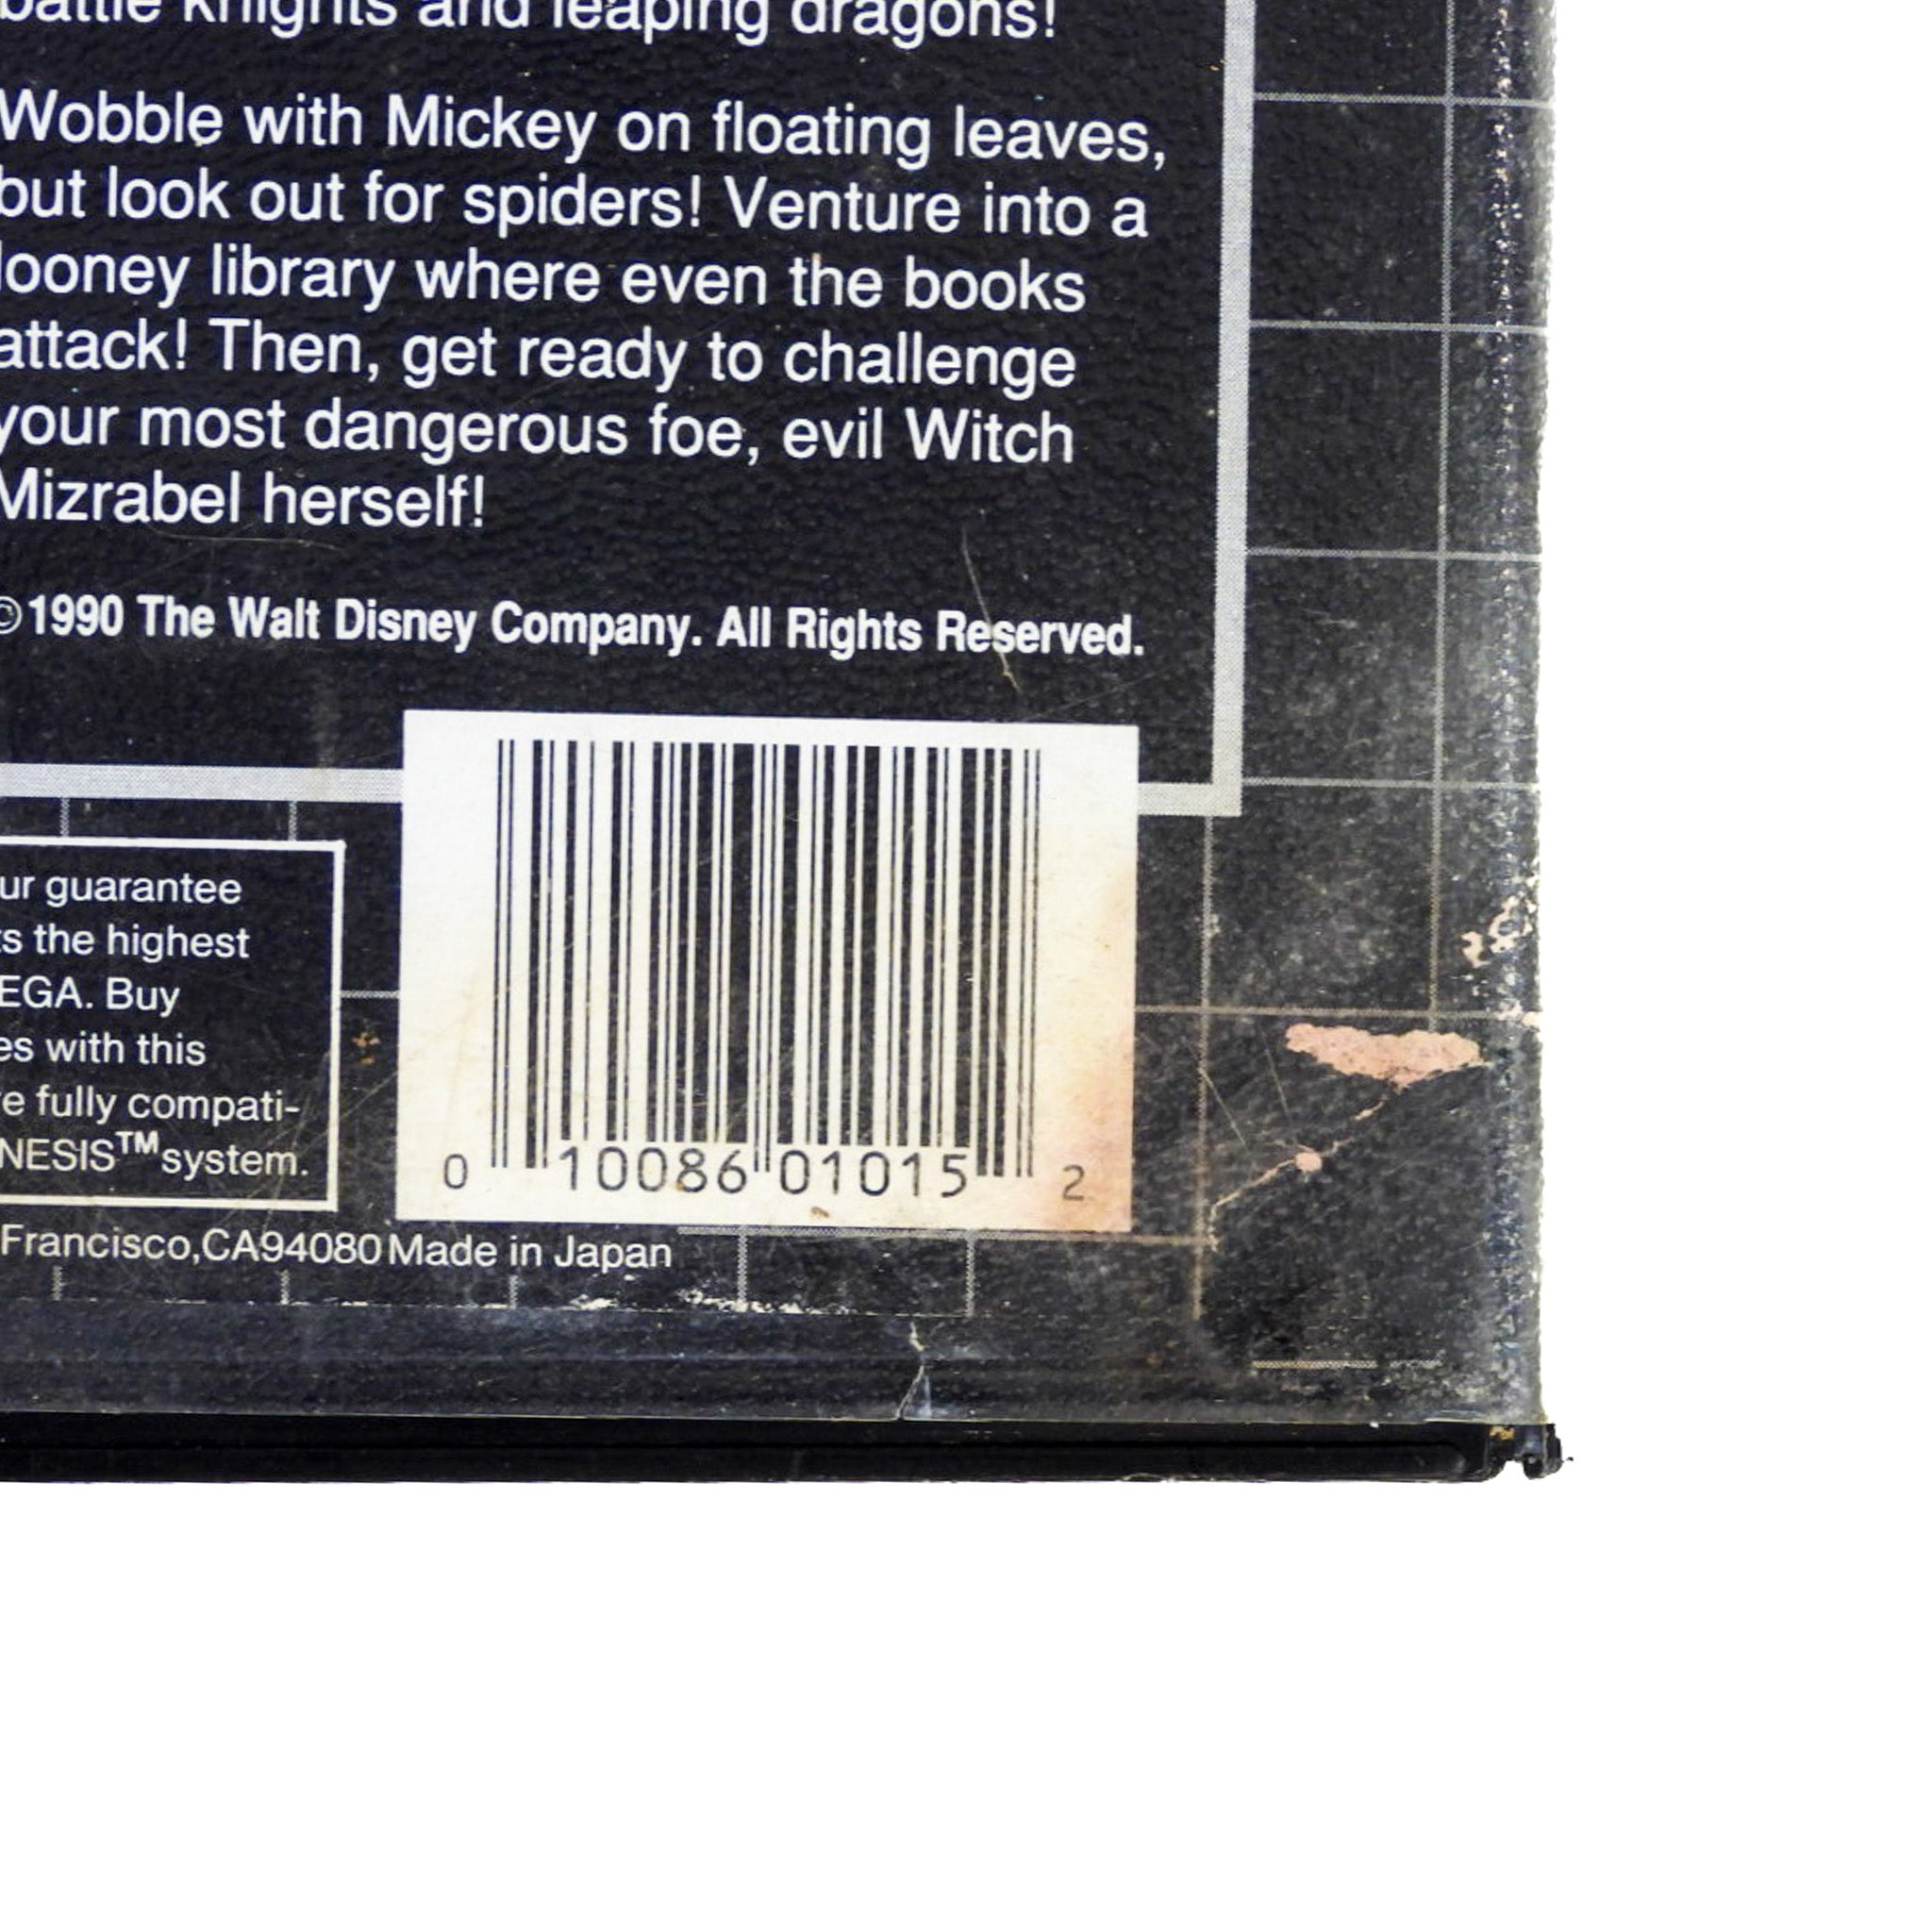 battle knights and leaping dragons!
Wobble with Mickey on floating leaves,
but look out for spiders! Venture into a
looney library where even the books
attack! Then, get ready to challenge
your most dangerous foe, evil Witch
Mizrabel herself!
©1990 The Walt Disney Company. All Rights Reserved.
ur guarantee
ts the highest
EGA. Buy
es with this
e fully compati-
NESIS™ system.
0 10086 01015 2
Francisco,CA94080 Made in Japan